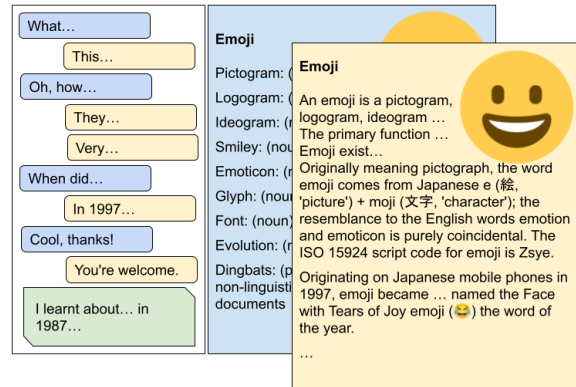 What…
This…
Oh, how…
They…
Very…
When did…
In 1997…
Cool, thanks!
You're welcome.
I learnt about… in
1987…
Emoji
Pictogram: (
Logogram: (
Ideogram: (
Smiley: (nou
Emoticon: (
Glyph: (noun
Font: (noun)
Evolution: (
Dingbats: (p
non-linguisti
documents
Emoji
An emoji is a pictogram,
logogram, ideogram …
The primary function …
Emoji exist…
Originally meaning pictograph, the word
emoji comes from Japanese e (絵,
'picture') + moji (文字, 'character'); the
resemblance to the English words emotion
and emoticon is purely coincidental. The
ISO 15924 script code for emoji is Zsye.
Originating on Japanese mobile phones in
1997, emoji became … named the Face
with Tears of Joy emoji (😂) the word of
the year.
…